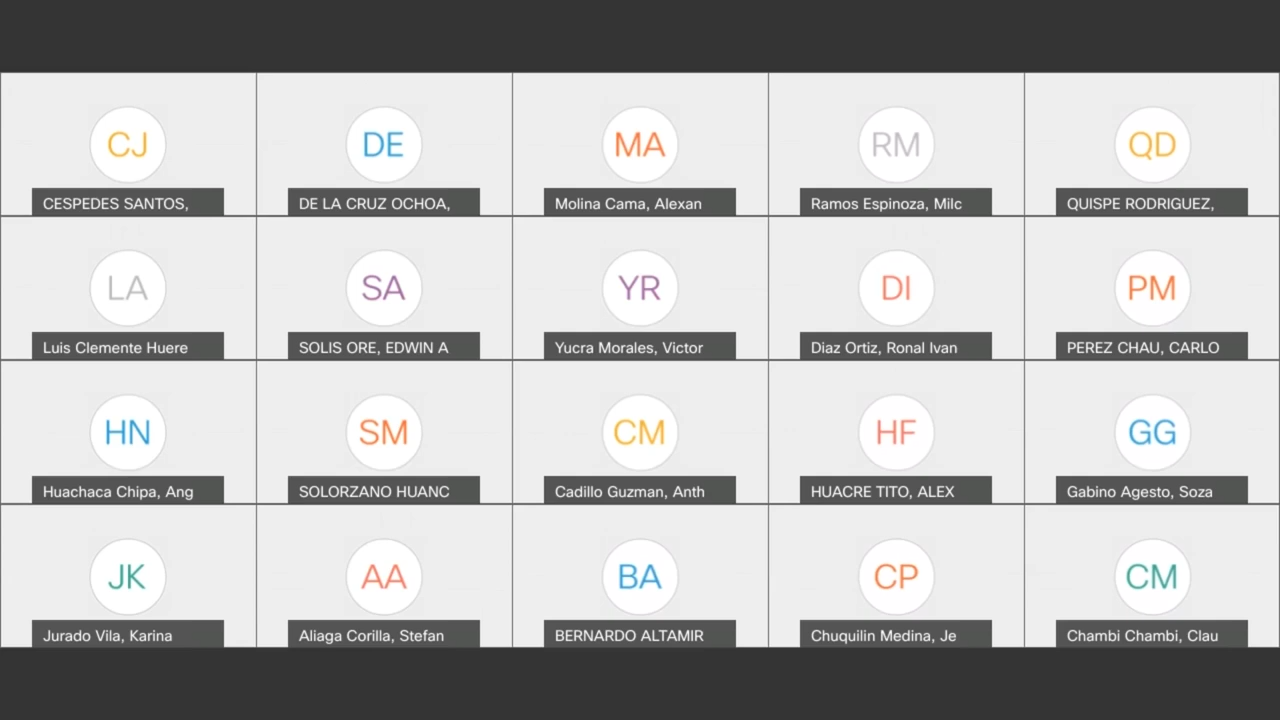 CJ
DE
MA
RM
QD
CESPEDES SANTOS,
DE LA CRUZ OCHOA,
Molina Cama, Alexan
Ramos Espinoza, Milc
QUISPE RODRIGUEZ,
LA
SA
YR
DI
PM
Luis Clemente Huere
SOLIS ORE, EDWIN A
Yucra Morales, Victor
Diaz Ortiz, Ronal Ivan
PEREZ CHAU, CARLO
HN
SM
CM
HF
GG
Huachaca Chipa, Ang
SOLORZANO HUANC
Cadillo Guzman, Anth
HUACRE TITO, ALEX
Gabino Agesto, Soza
JK
AA
BA
CP
CM
Jurado Vila, Karina
Aliaga Corilla, Stefan
BERNARDO ALTAMIR
Chuquilin Medina, Je
Chambi Chambi, Clau